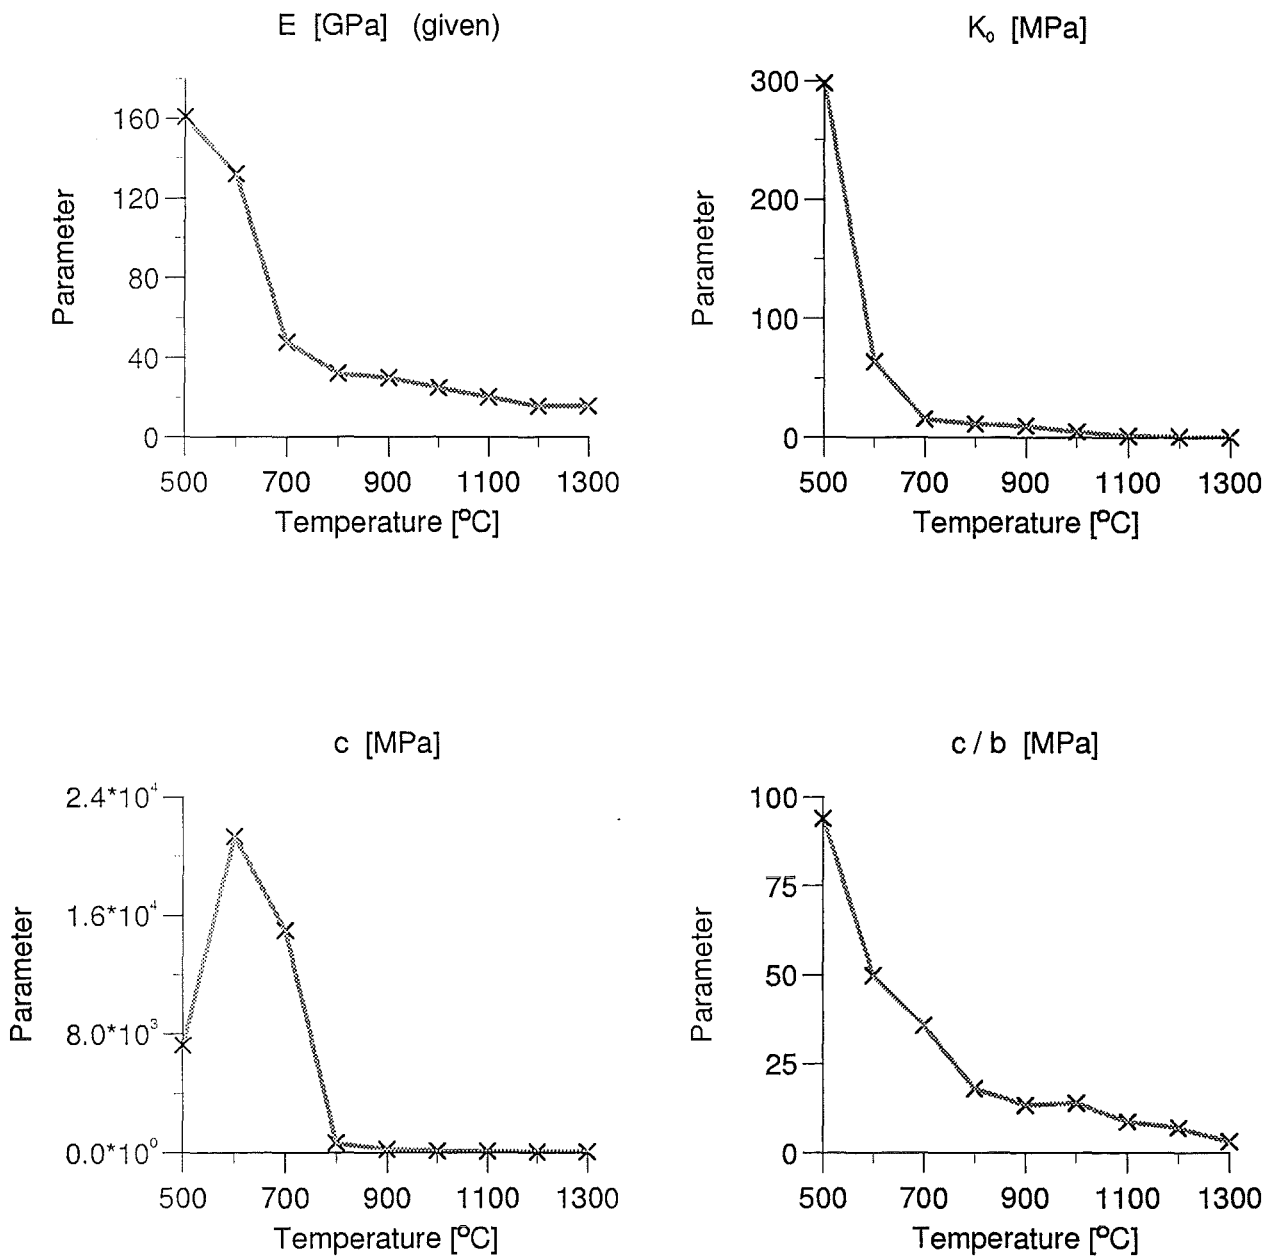 E [GPa] (given)
160
120
80
40
0
Parameter
500 700 900 1100 1300
Temperature [°C]
K₀ [MPa]
300
200
100
0
Parameter
500 700 900 1100 1300
Temperature [°C]
c [MPa]
2.4*10⁴
1.6*10⁴
8.0*10³
0.0*10⁰
Parameter
500 700 900 1100 1300
Temperature [°C]
c / b [MPa]
100
75
50
25
0
Parameter
500 700 900 1100 1300
Temperature [°C]